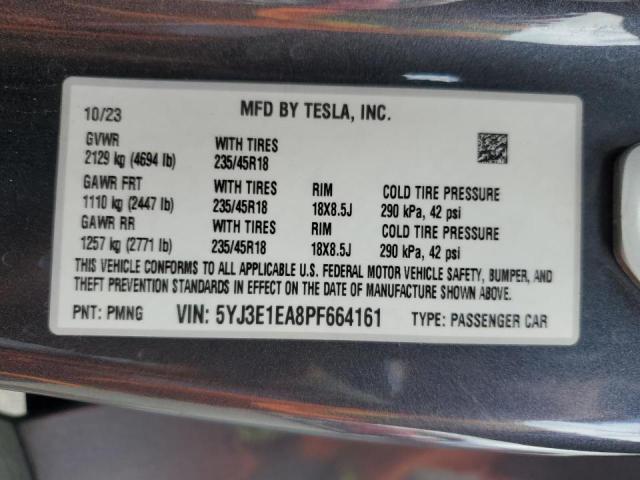 10/23 MFD BY TESLA, INC.
GVWR WITH TIRES
2129 kg (4694 lb) 235/45R18
GAWR FRT WITH TIRES RIM COLD TIRE PRESSURE
1110 kg (2447 lb) 235/45R18 18X8.5J 290 kPa, 42 psi
GAWR RR WITH TIRES RIM COLD TIRE PRESSURE
1257 kg (2771 lb) 235/45R18 18X8.5J 290 kPa, 42 psi
THIS VEHICLE CONFORMS TO ALL APPLICABLE U.S. FEDERAL MOTOR VEHICLE SAFETY, BUMPER, AND
THEFT PREVENTION STANDARDS IN EFFECT ON THE DATE OF MANUFACTURE SHOWN ABOVE.
PNT: PMNG VIN: 5YJ3E1EA8PF664161 TYPE: PASSENGER CAR